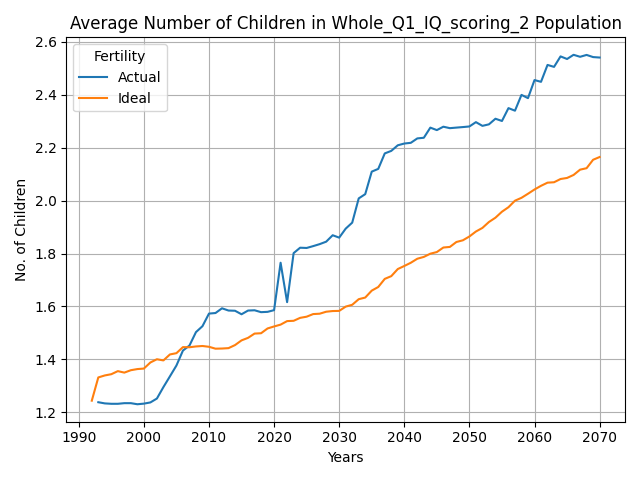 Average Number of Children in Whole_Q1_IQ_scoring_2 Population
Fertility
Actual
Ideal
2.6
2.4
2.2
2.0
1.8
1.6
1.4
1.2
No. of Children
1990 2000 2010 2020 2030 2040 2050 2060 2070
Years